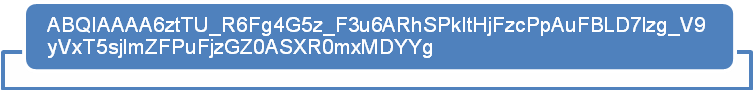 ABQIAAAA6ztTU_R6Fg4G5z_F3u6ARhSPkltHjFzcPpAuFBLD7lzg_V9
yVxT5sjlmZFPuFjzGZ0ASXR0mxMDYYg